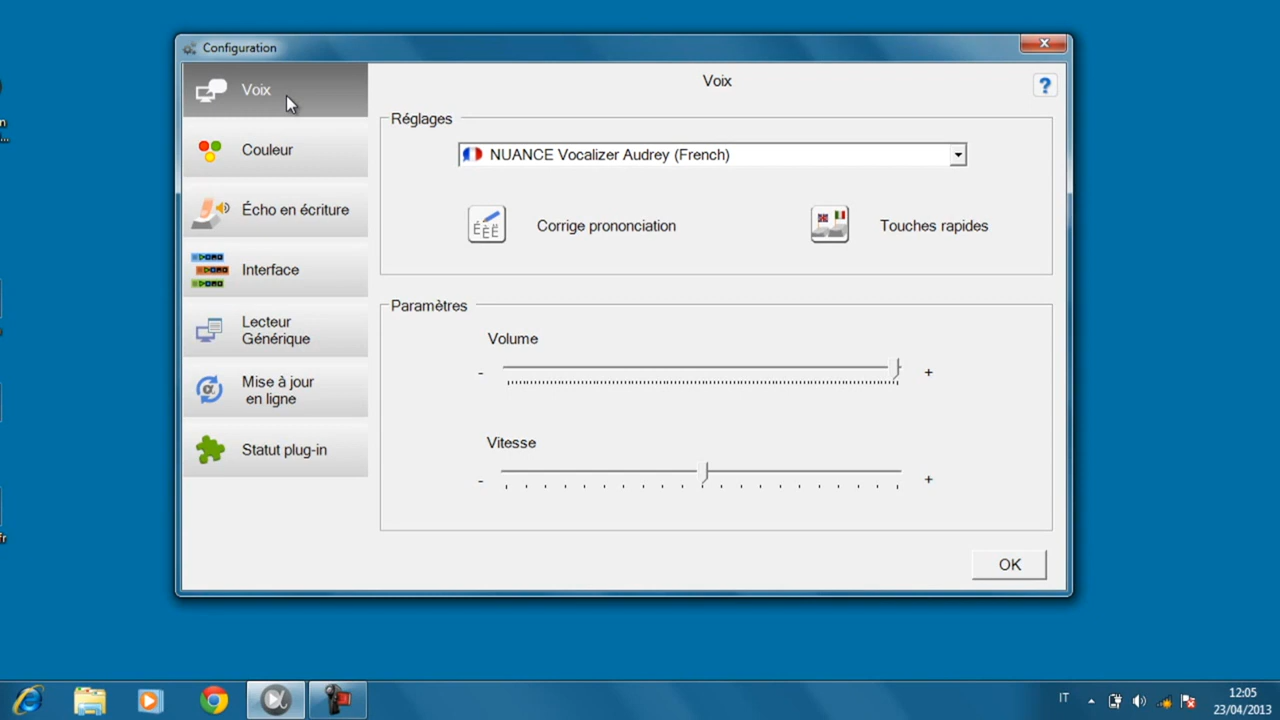 Configuration
Voix
Couleur
Écho en écriture
Interface
Lecteur
Générique
Mise à jour
en ligne
Statut plug-in
Voix
?
Réglages
NUANCE Vocalizer Audrey (French)
Corrige prononciation
Touches rapides
Paramètres
Volume
- +
Vitesse
- +
OK
n
...
fr
IT
12:05
23/04/2013